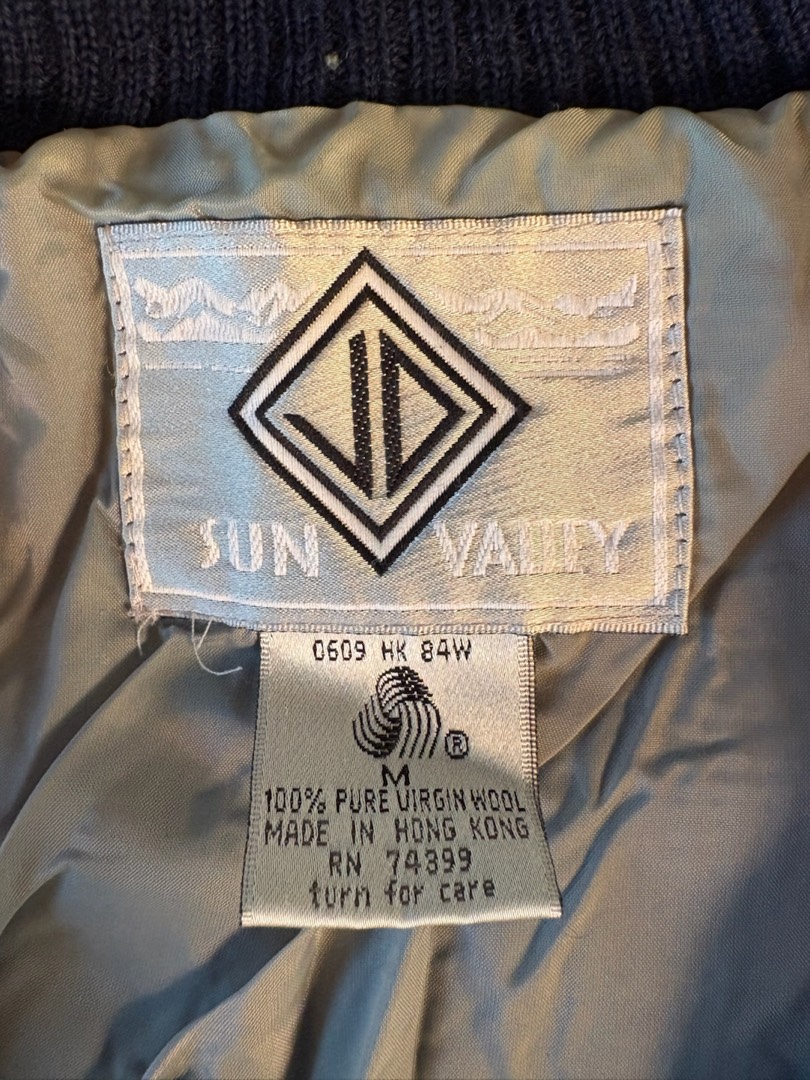 JD
SUN VALLEY
0609 HK 84W
®
M
100% PURE VIRGIN WOOL
MADE IN HONG KONG
RN 74399
turn for care